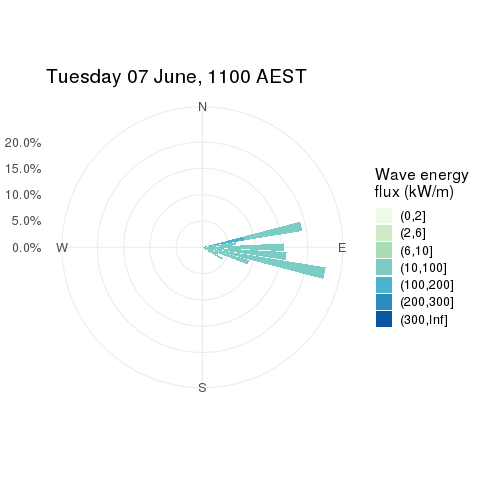 Tuesday 07 June, 1100 AEST
N
20.0%
15.0%
10.0%
5.0%
0.0%
W
E
S
Wave energy
flux (kW/m)
(0,2]
(2,6]
(6,10]
(10,100]
(100,200]
(200,300]
(300,Inf]